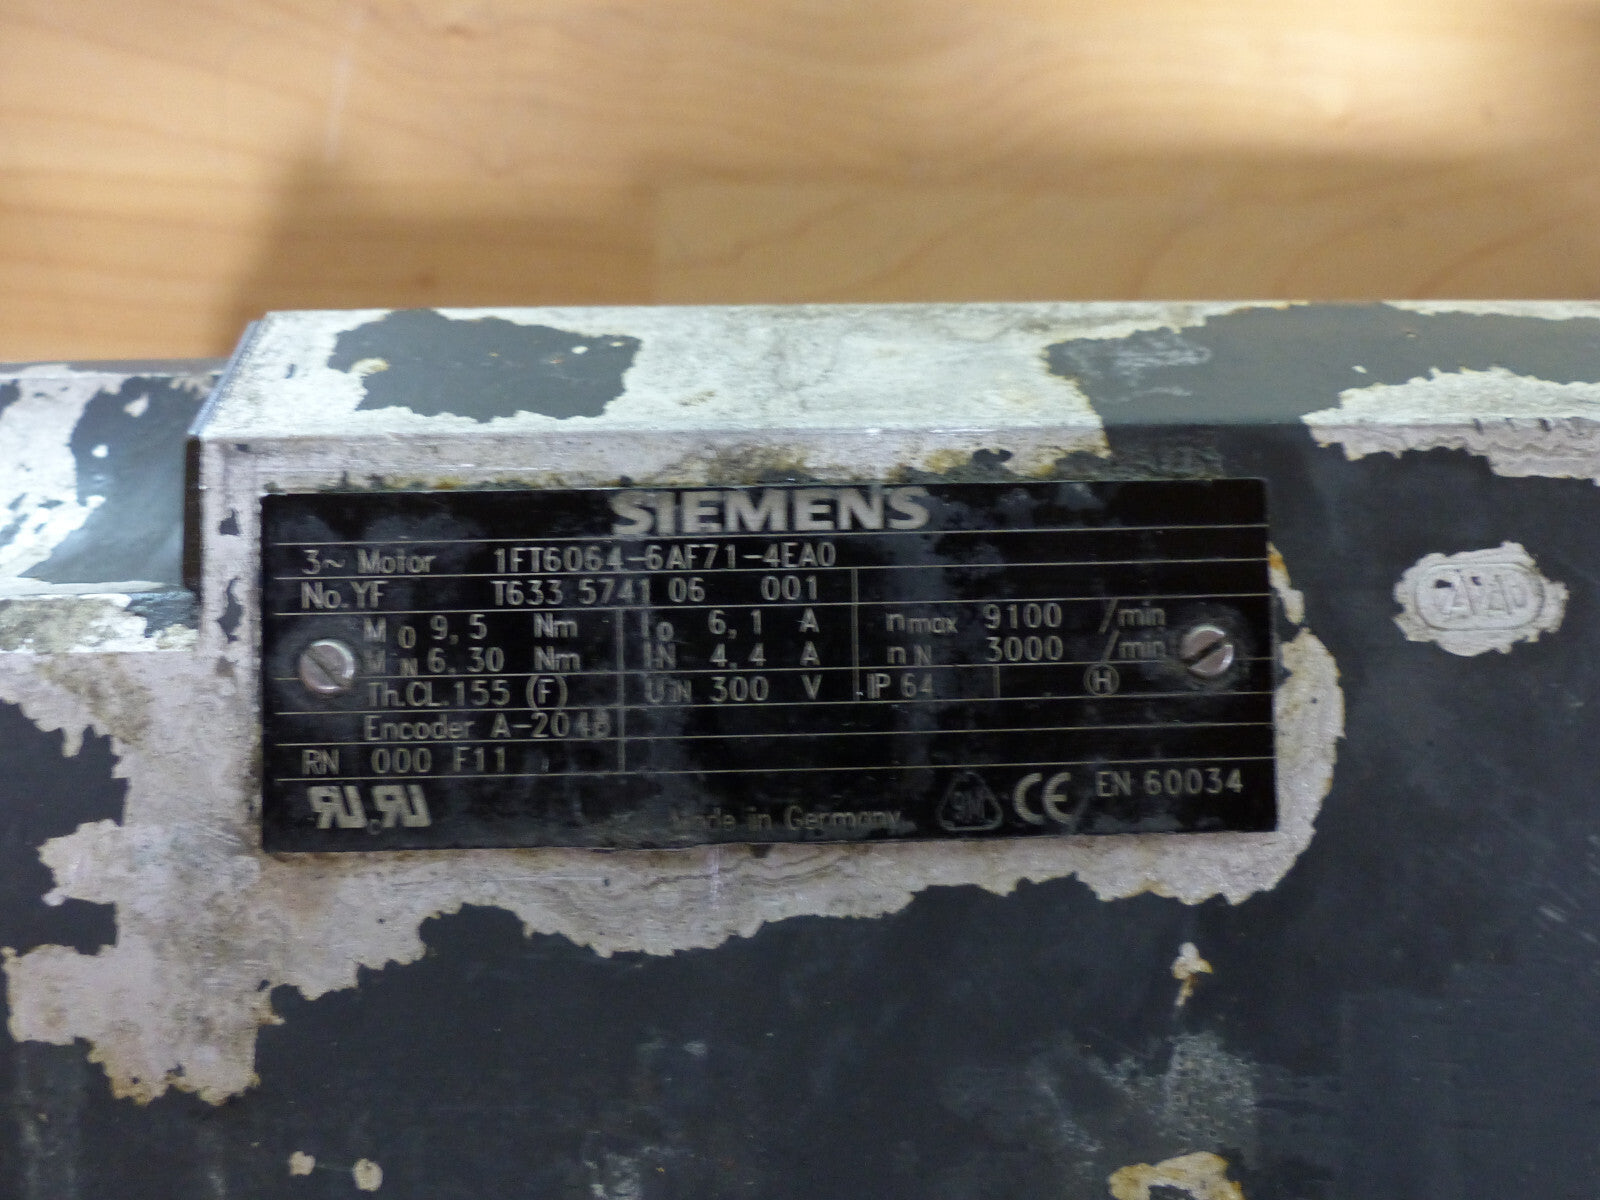 SIEMENS
3~ Motor 1FT6064-6AF71-4EA0
No.YF T633 5741 06 001
M0 9,5 Nm I0 6,1 A nmax 9100 /min
MN 6,30 Nm IN 4,4 A nN 3000 /min
Th.CL.155 (F) UiN 300 V IP 64 H
Encoder A-2048
RN 000 F11
Made in Germany 9M CE EN 60034